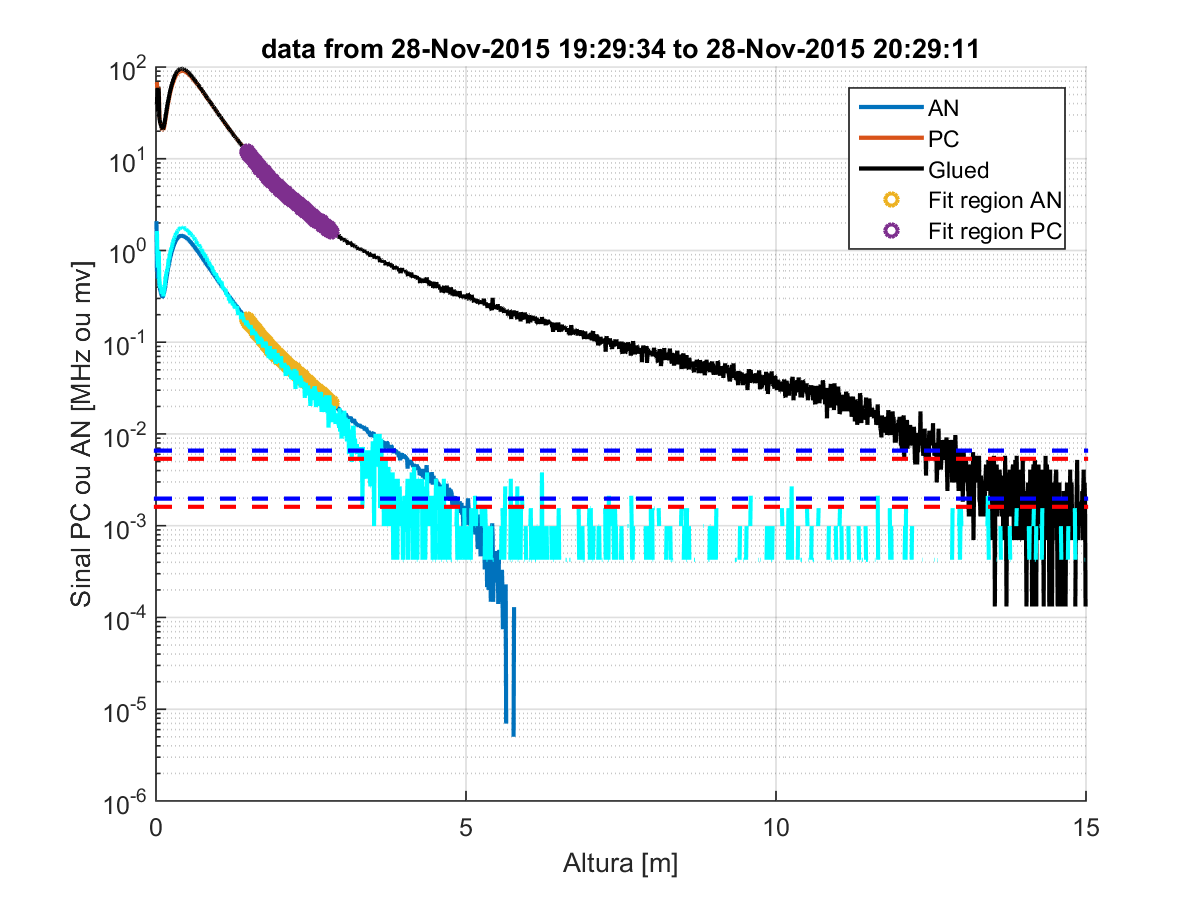 data from 28-Nov-2015 19:29:34 to 28-Nov-2015 20:29:11
AN
PC
Glued
Fit region AN
Fit region PC
Sinal PC ou AN [MHz ou mv]
10^2
10^1
10^0
10^-1
10^-2
10^-3
10^-4
10^-5
10^-6
0 5 10 15
Altura [m]